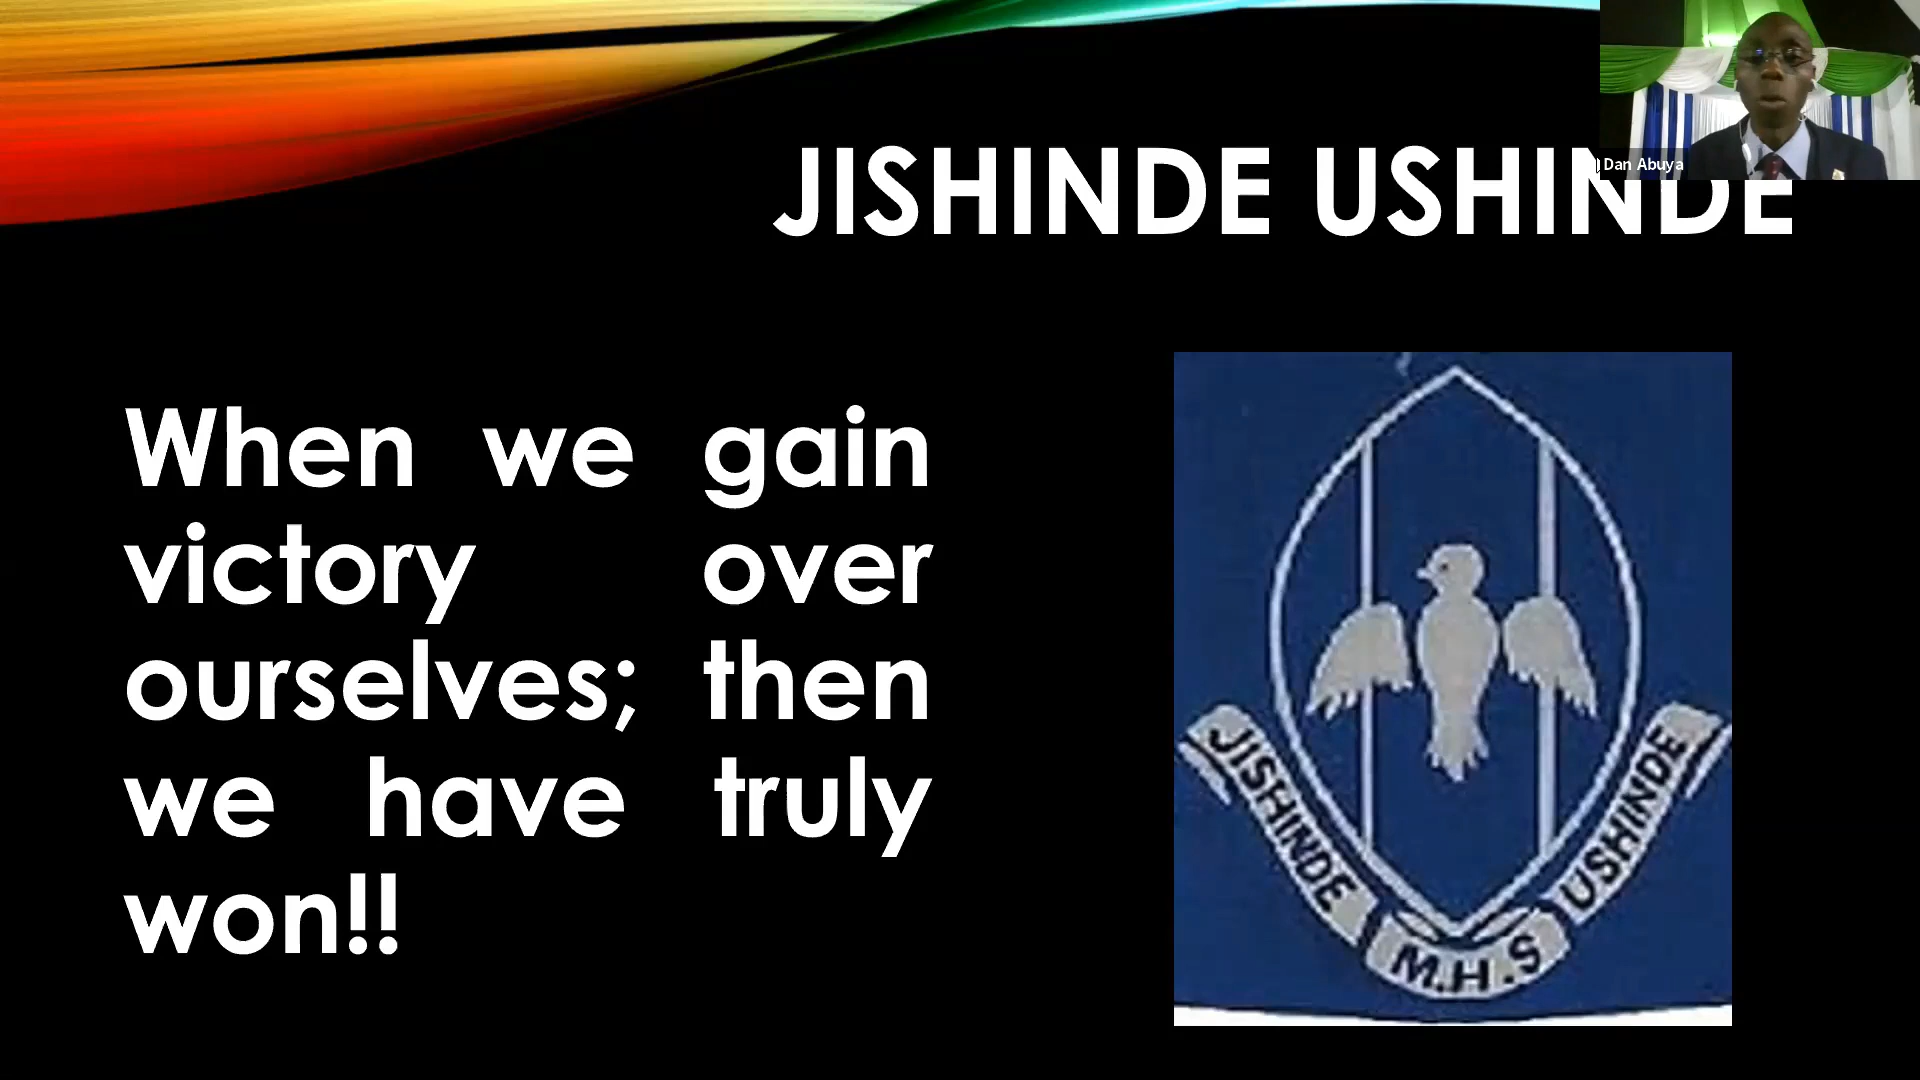 Dan Abuya
JISHINDE USHINDE
When we gain
victory over
ourselves; then
we have truly
won!!
JISHINDE
M.H.S
USHINDE